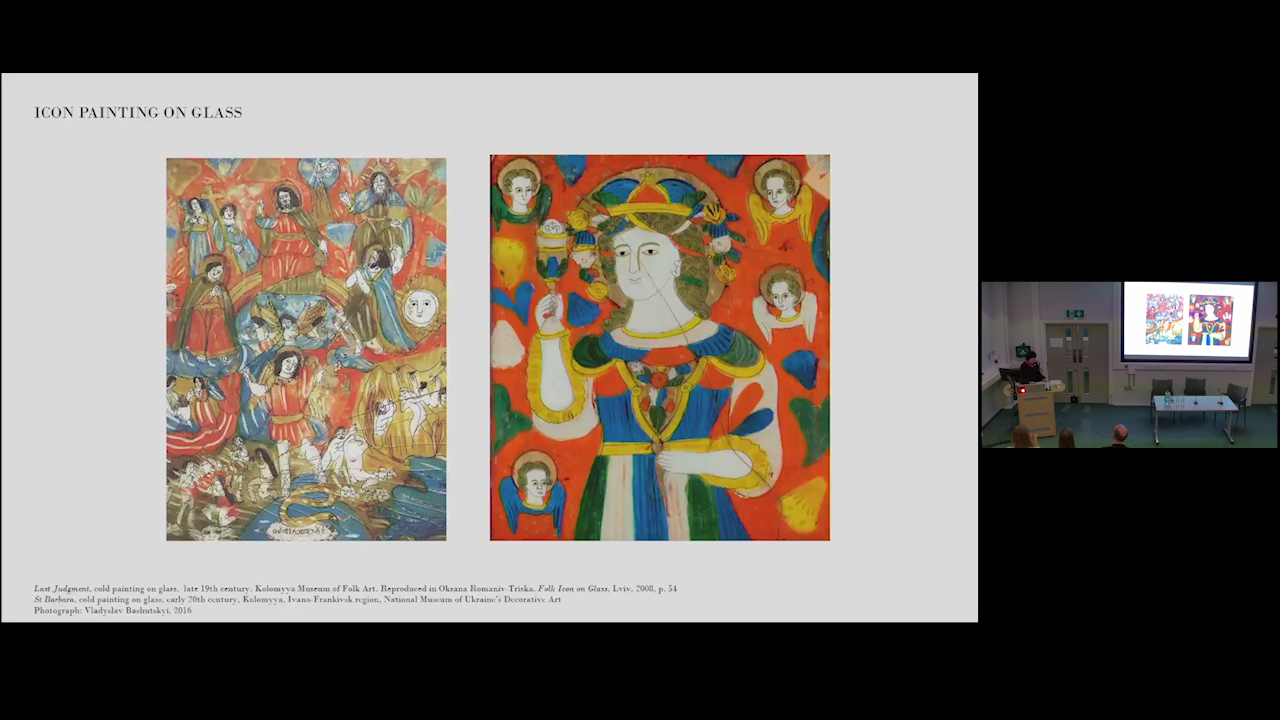 ICON PAINTING ON GLASS
Last Judgment, cold painting on glass, late 19th century, Kolomyya Museum of Folk Art. Reproduced in Oksana Romaniv-Triska, Folk Icon on Glass, Lviv, 2008, p. 54
St Barbara, cold painting on glass, early 20th century, Kolomyya, Ivano-Frankivsk region, National Museum of Ukraine's Decorative Art
Photograph: Vladyslav Bashutskyi, 2016